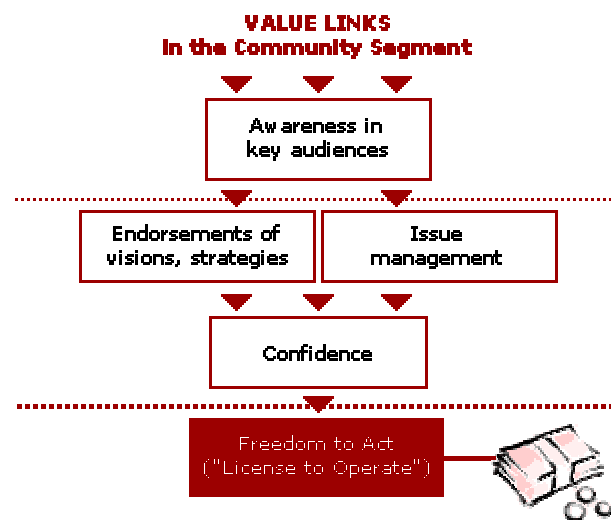 VALUE LINKS
in the Community Segment
Awareness in
key audiences
Endorsements of
visions, strategies
Issue
management
Confidence
Freedom to Act
("License to Operate")